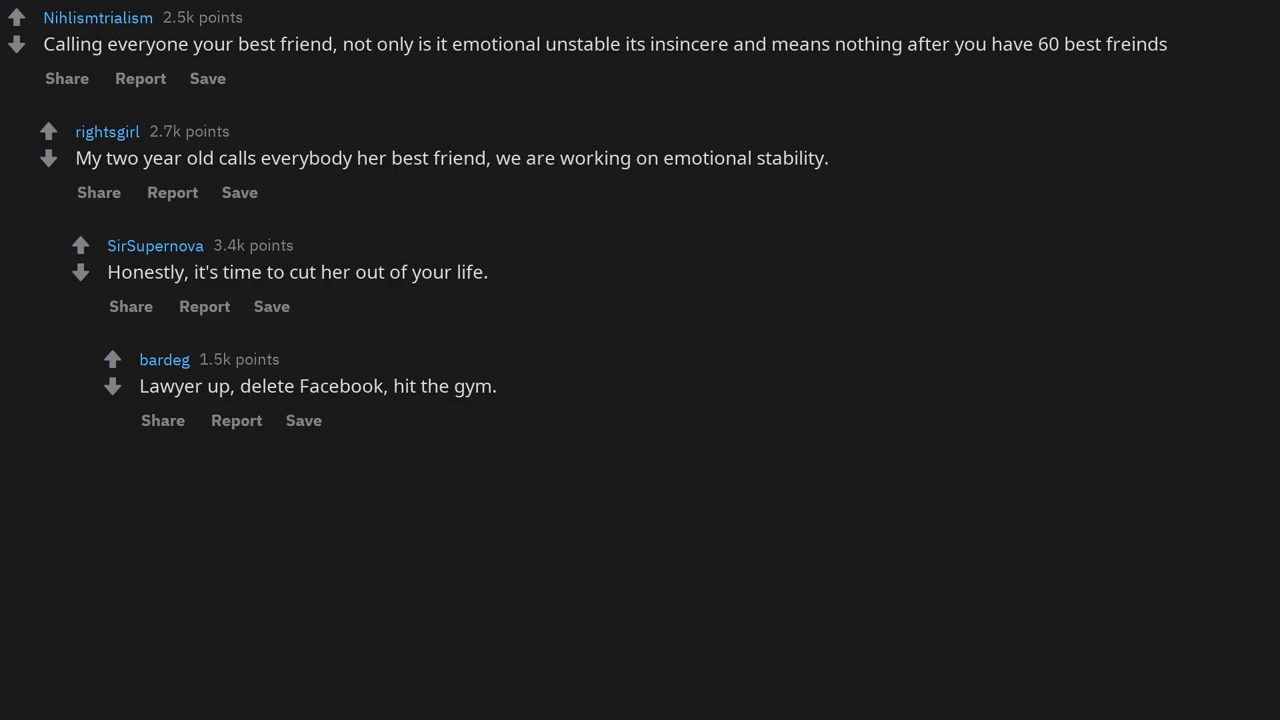 Nihlismtrialism 2.5k points
Calling everyone your best friend, not only is it emotional unstable its insincere and means nothing after you have 60 best freinds
Share Report Save
rightsgirl 2.7k points
My two year old calls everybody her best friend, we are working on emotional stability.
Share Report Save
SirSupernova 3.4k points
Honestly, it's time to cut her out of your life.
Share Report Save
bardeg 1.5k points
Lawyer up, delete Facebook, hit the gym.
Share Report Save